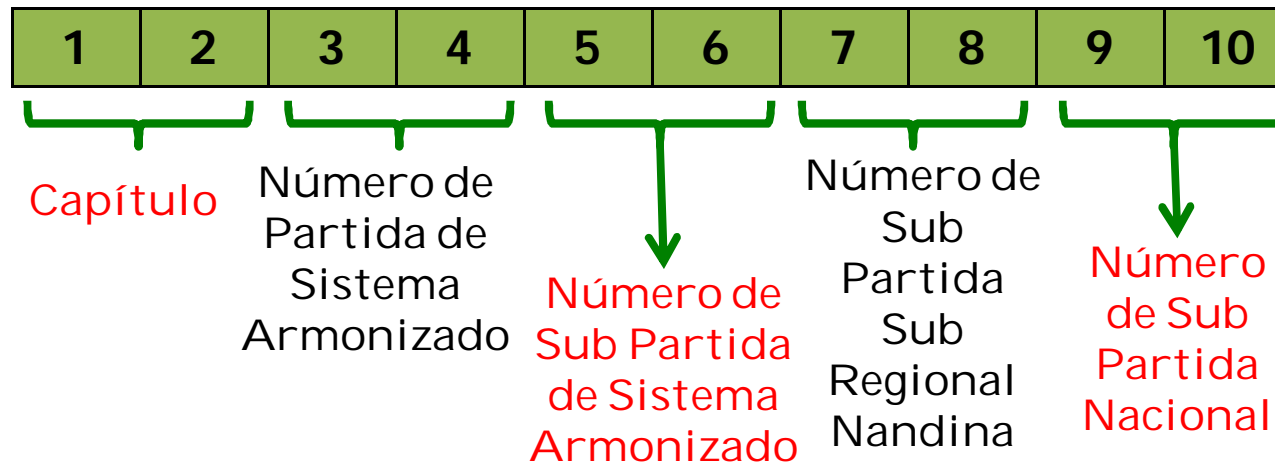 1 2 3 4 5 6 7 8 9 10
Capítulo
Número de
Partida de
Sistema
Armonizado
Número de
Sub Partida
de Sistema
Armonizado
Número de
Sub
Partida
Sub
Regional
Nandina
Número
de Sub
Partida
Nacional